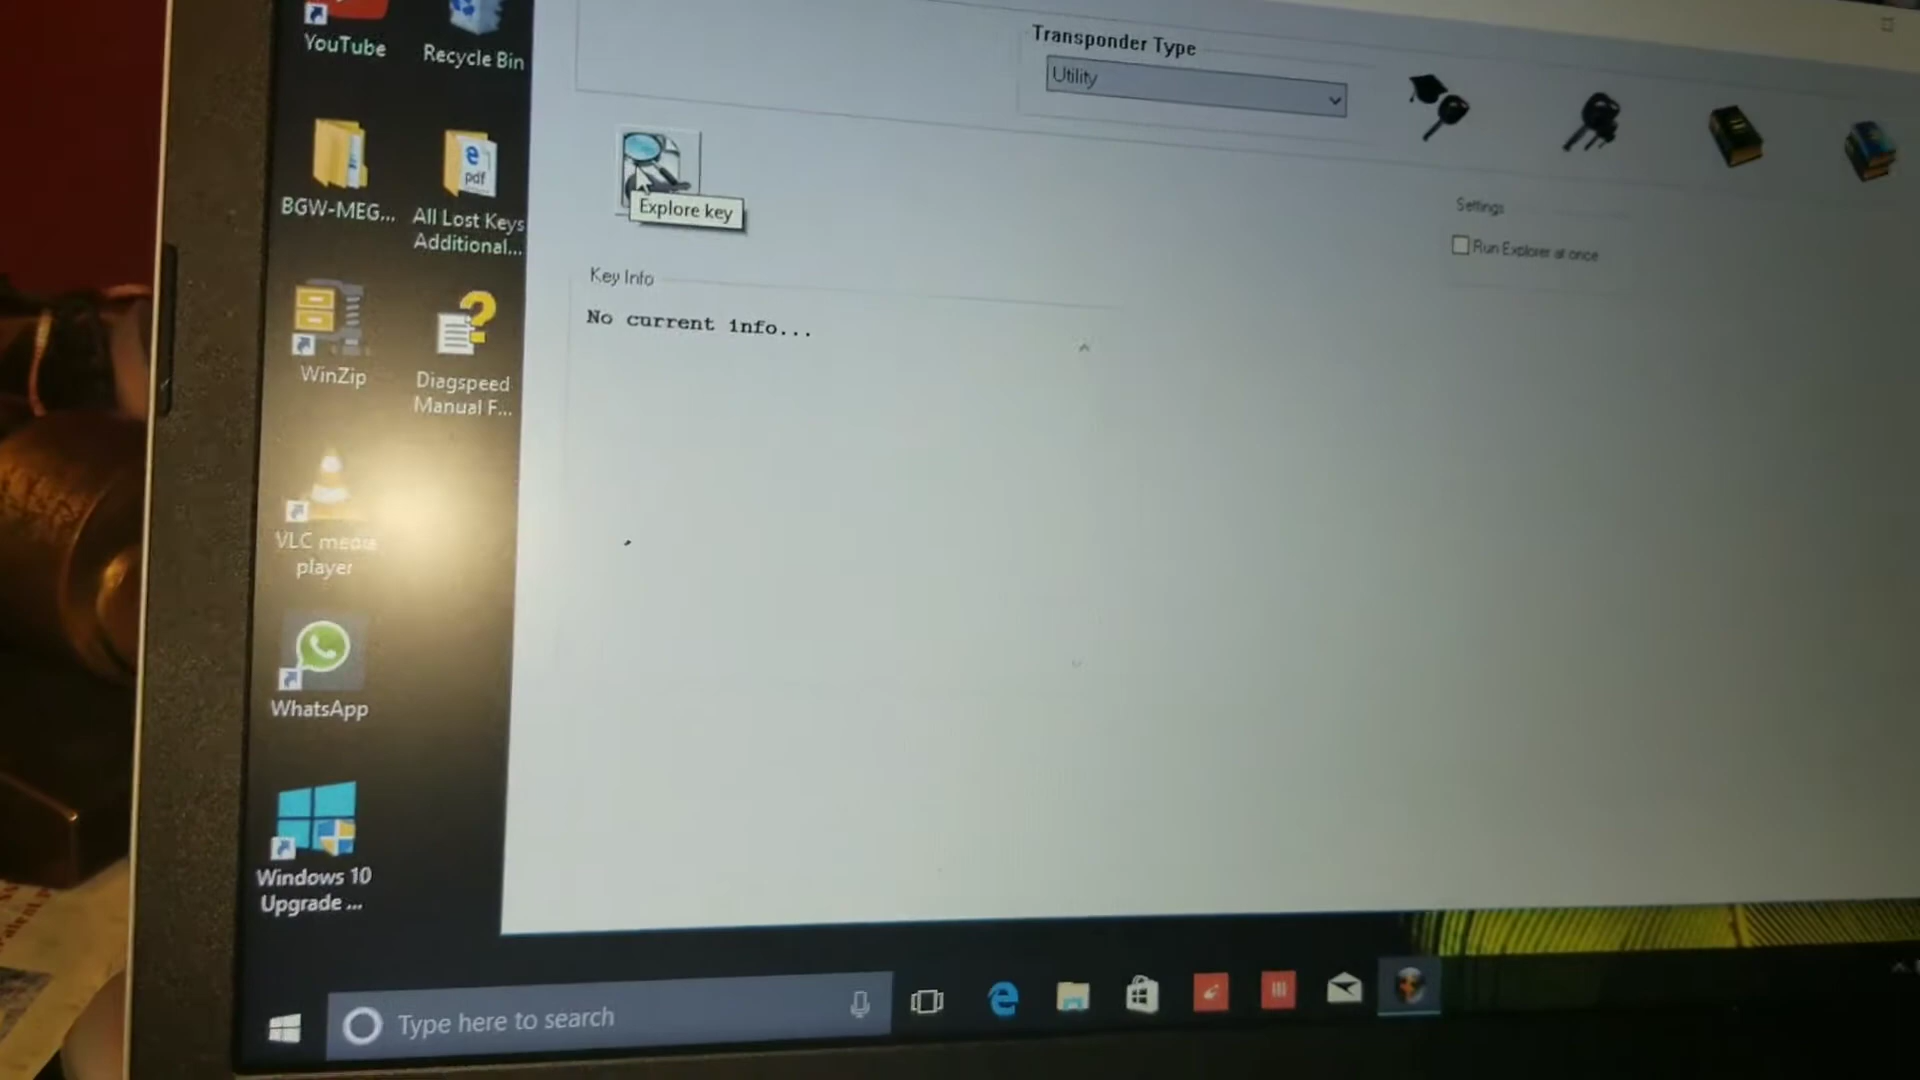 YouTube
Recycle Bin
BGW-MEG...
All Lost Keys
Additional...
pdf
WinZip
Diagspeed
Manual F...
VLC media
player
WhatsApp
Windows 10
Upgrade ...
Transponder Type
Utility
Explore key
Settings
Run Explorer at once
Key Info
No current info...
Type here to search